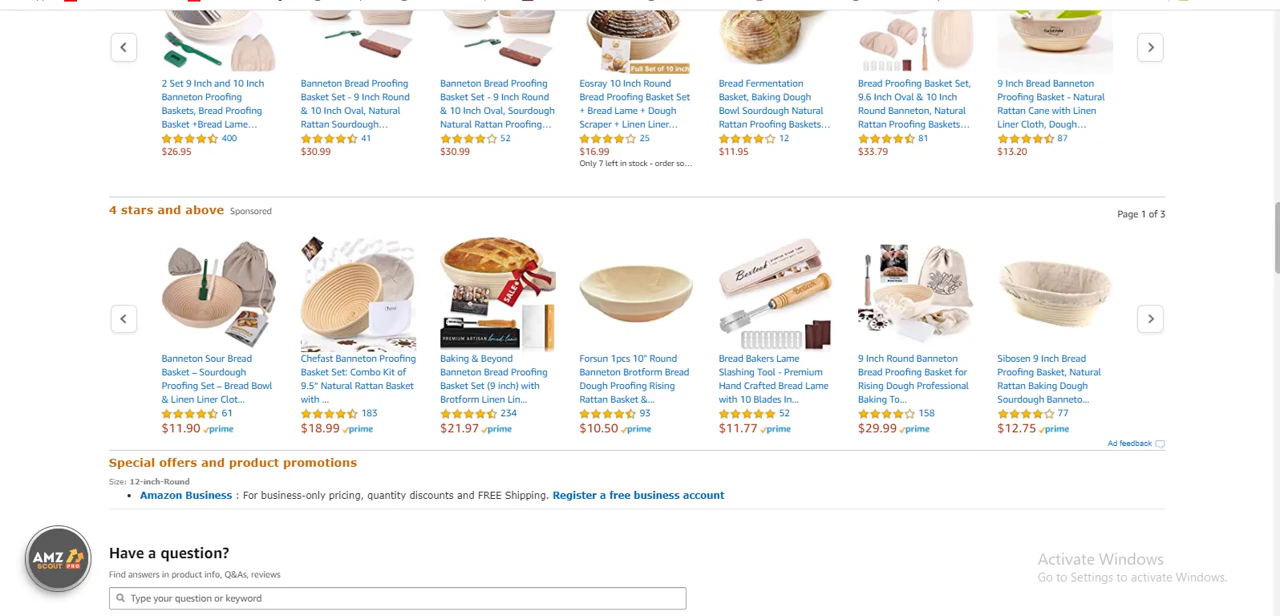 Full Set of 10 inch
2 Set 9 Inch and 10 Inch
Banneton Proofing
Baskets, Bread Proofing
Basket +Bread Lame...
400
$26.95
Banneton Bread Proofing
Basket Set - 9 Inch Round
& 10 Inch Oval, Natural
Rattan Sourdough...
41
$30.99
Banneton Bread Proofing
Basket Set - 9 Inch Round
& 10 Inch Oval, Sourdough
Natural Rattan Proofing...
52
$30.99
Eosray 10 Inch Round
Bread Proofing Basket Set
+ Bread Lame + Dough
Scraper + Linen Liner...
25
$16.99
Only 7 left in stock - order so...
Bread Fermentation
Basket, Baking Dough
Bowl Sourdough Natural
Rattan Proofing Baskets...
12
$11.95
Bread Proofing Basket Set,
9.6 Inch Oval & 10 Inch
Round Banneton, Natural
Rattan Proofing Baskets...
81
$33.79
9 Inch Bread Banneton
Proofing Basket - Natural
Rattan Cane with Linen
Liner Cloth, Dough...
87
$13.20
4 stars and above Sponsored
Page 1 of 3
SALE
PREMIUM ARTISAN bread lame
Banneton Sour Bread
Basket – Sourdough
Proofing Set – Bread Bowl
& Linen Liner Clot...
61
$11.90 prime
Chefast Banneton Proofing
Basket Set: Combo Kit of
9.5" Natural Rattan Basket
with ...
183
$18.99 prime
Baking & Beyond
Banneton Bread Proofing
Basket Set (9 inch) with
Brotform Linen Lin...
234
$21.97 prime
Forsun 1pcs 10" Round
Banneton Brotform Bread
Dough Proofing Rising
Rattan Basket &...
93
$10.50 prime
Bread Bakers Lame
Slashing Tool - Premium
Hand Crafted Bread Lame
with 10 Blades In...
52
$11.77 prime
9 Inch Round Banneton
Bread Proofing Basket for
Rising Dough Professional
Baking To...
158
$29.99 prime
Sibosen 9 Inch Bread
Proofing Basket, Natural
Rattan Baking Dough
Sourdough Banneto...
77
$12.75 prime
Ad feedback
Special offers and product promotions
Size: 12-inch-Round
• Amazon Business : For business-only pricing, quantity discounts and FREE Shipping. Register a free business account
AMZ
SCOUT PRO
Have a question?
Find answers in product info, Q&As, reviews
Type your question or keyword
Activate Windows
Go to Settings to activate Windows.